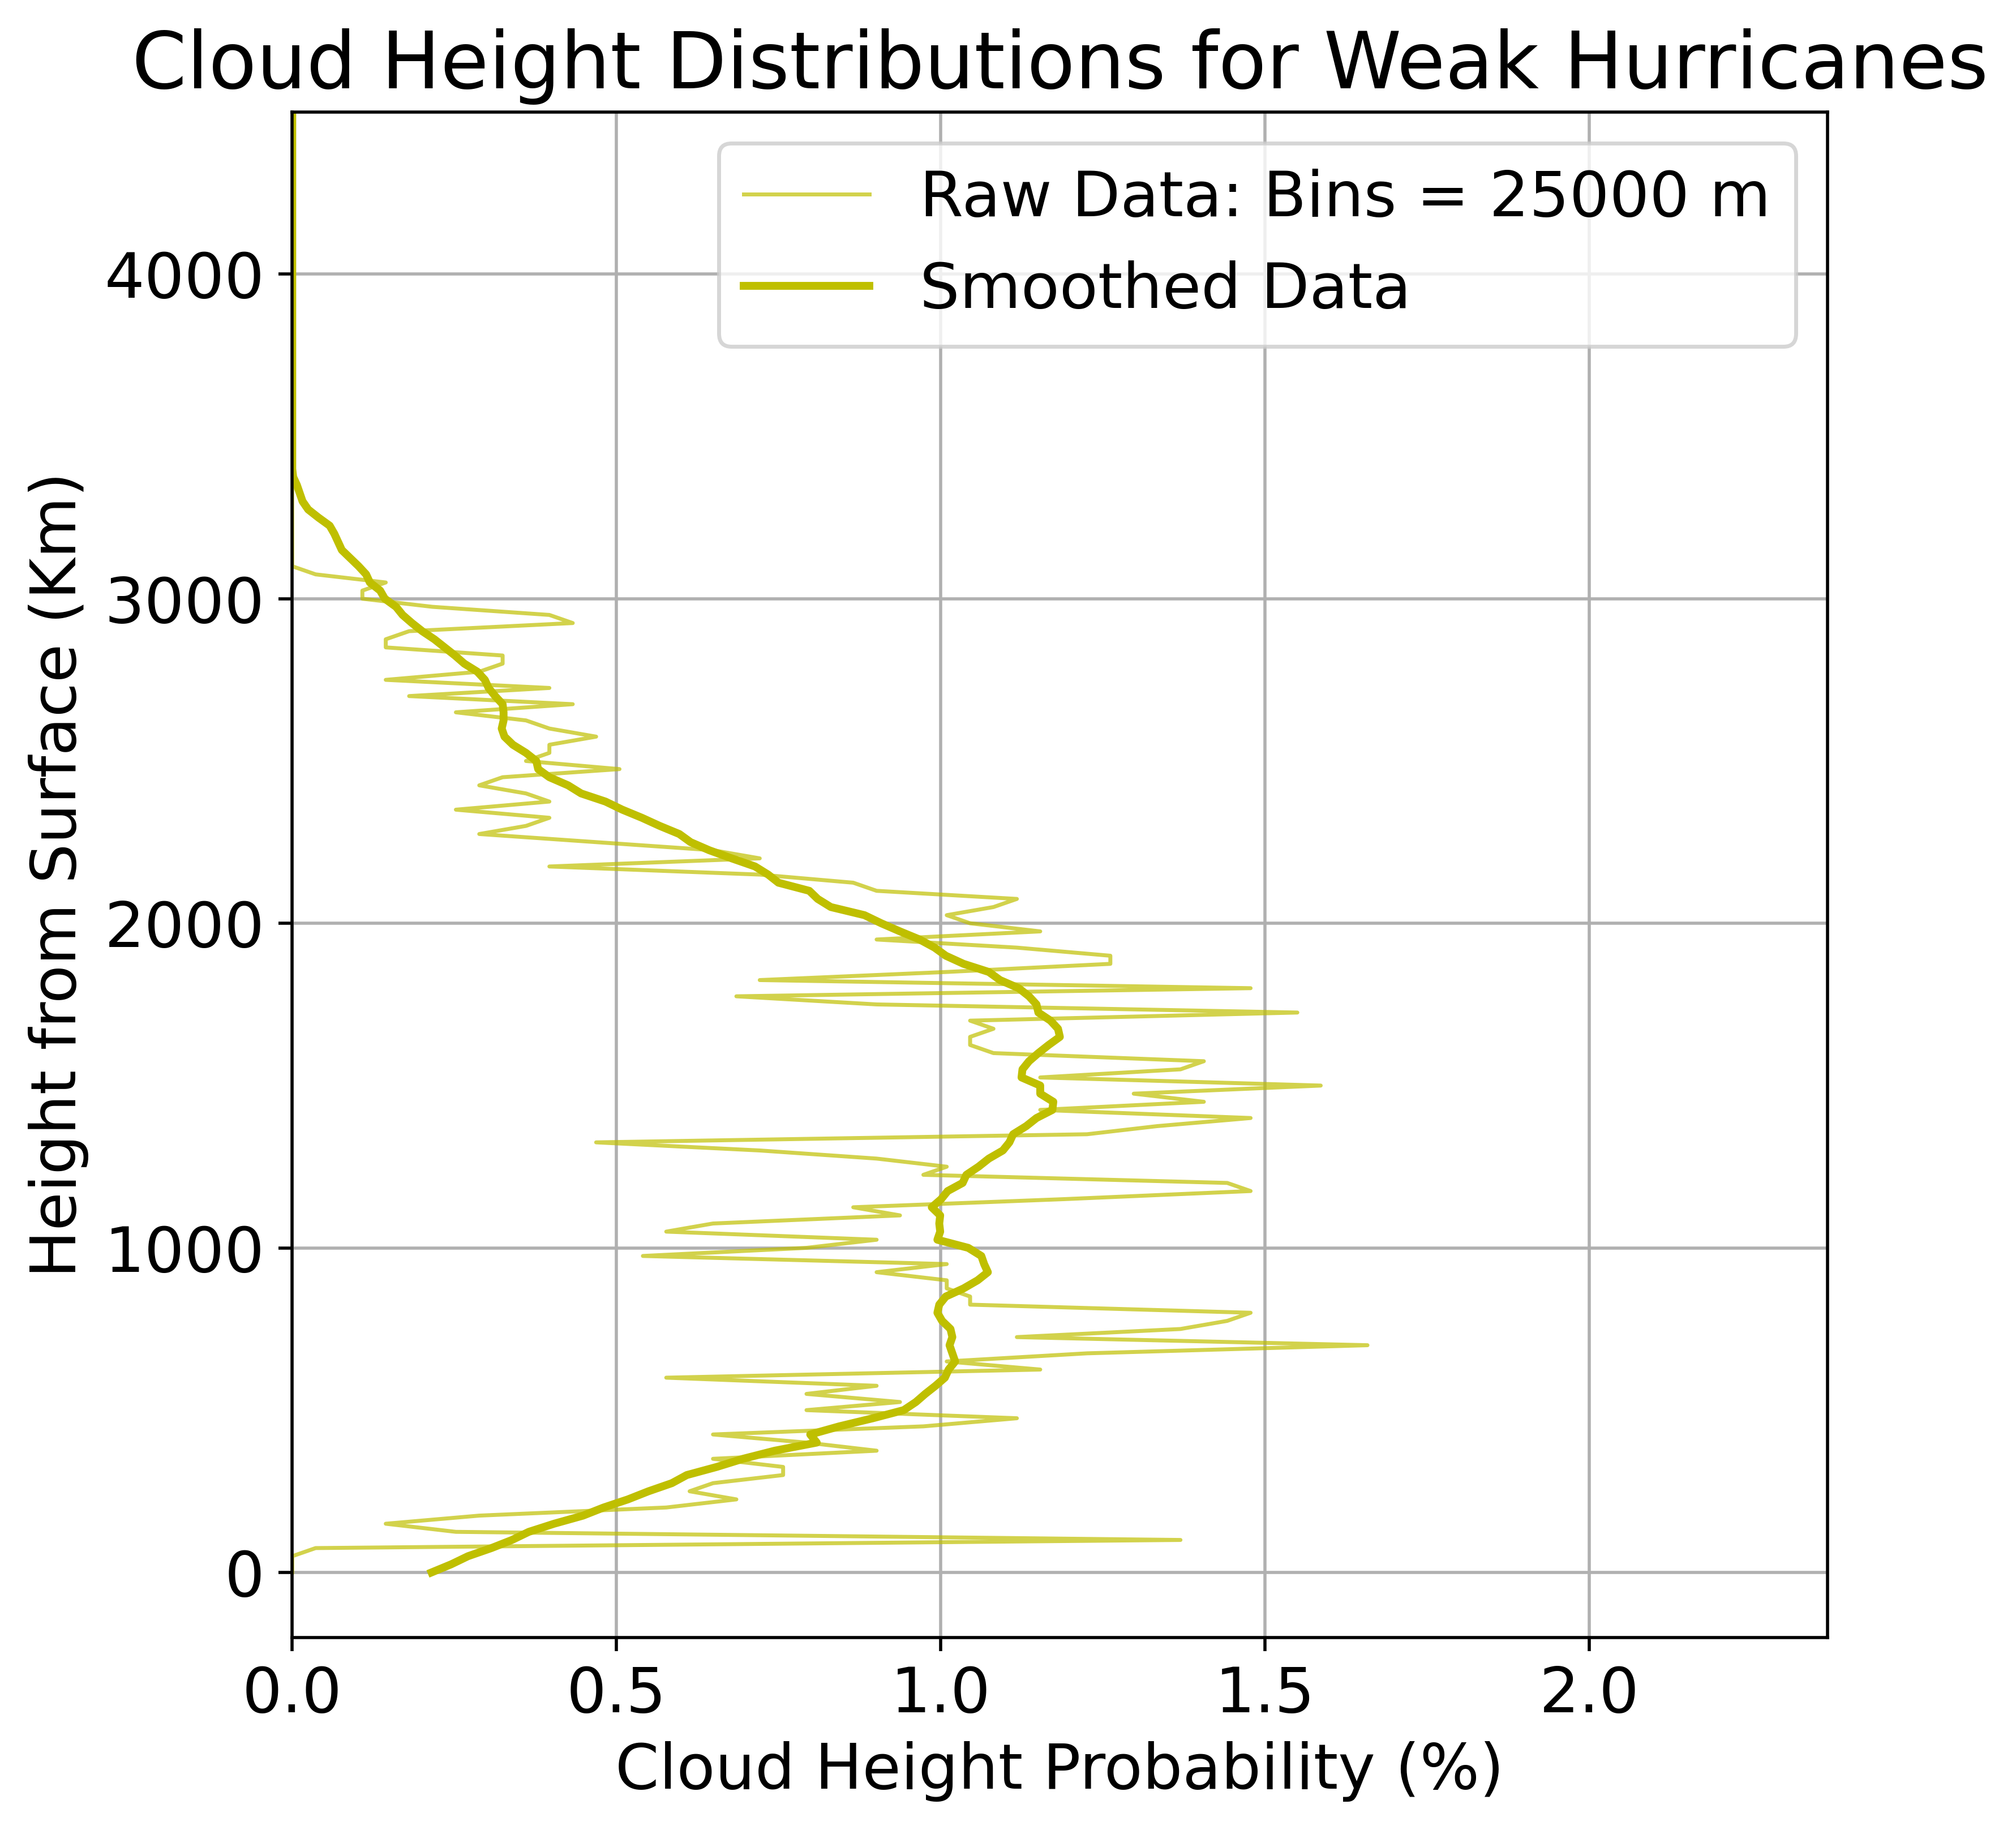 Cloud Height Distributions for Weak Hurricanes
Raw Data: Bins = 25000 m
Smoothed Data
Height from Surface (Km)
4000
3000
2000
1000
0
0.0 0.5 1.0 1.5 2.0
Cloud Height Probability (%)